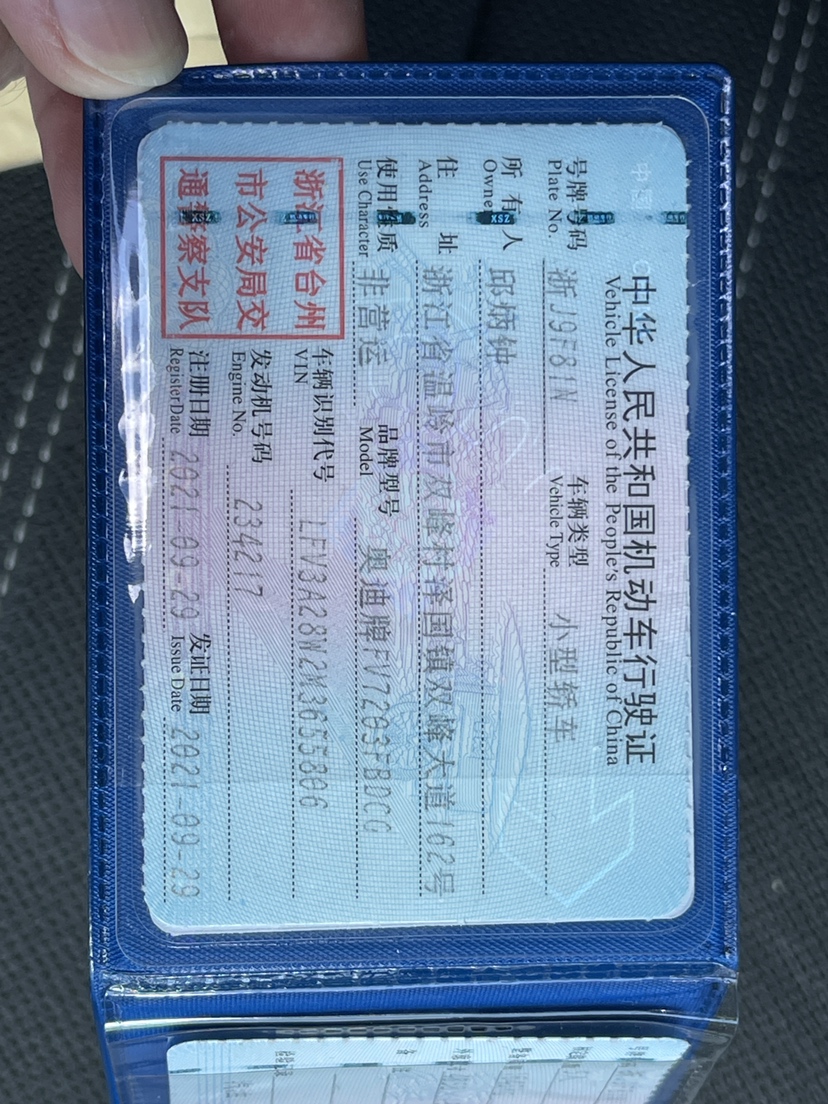 中华人民共和国机动车行驶证
Vehicle License of the People's Republic of China
号牌号码 浙J9F81N 车辆类型 小型轿车
Plate No. Vehicle Type
所有人 邱炳钟
Owner
住址 浙江省温岭市双峰村泽国镇双峰大道162号
Address
使用性质 非营运 品牌型号 奥迪牌FV7203FBDCG
Use Character Model
浙江省台州
市公安局交
通警察支队
车辆识别代号 LFV3A28W2M3655806
VIN
发动机号码 234217
Engine No.
注册日期 2021-09-29 发证日期 2021-09-29
Register Date Issue Date
XSZ
XSZ